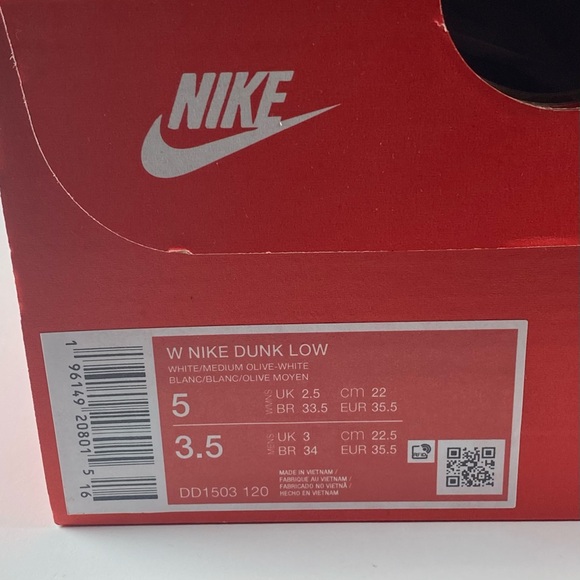 NIKE
W NIKE DUNK LOW
WHITE/MEDIUM OLIVE-WHITE
BLANC/BLANC/OLIVE MOYEN
5 UK 2.5 cm 22
BR 33.5 EUR 35.5
3.5 UK 3 cm 22.5
BR 34 EUR 35.5
MADE IN VIETNAM /
FABRIQUE AU VIETNAM /
FABRICADO NO VIETNÃ /
HECHO EN VIETNAM
DD1503 120
1 96149 20801 5 16